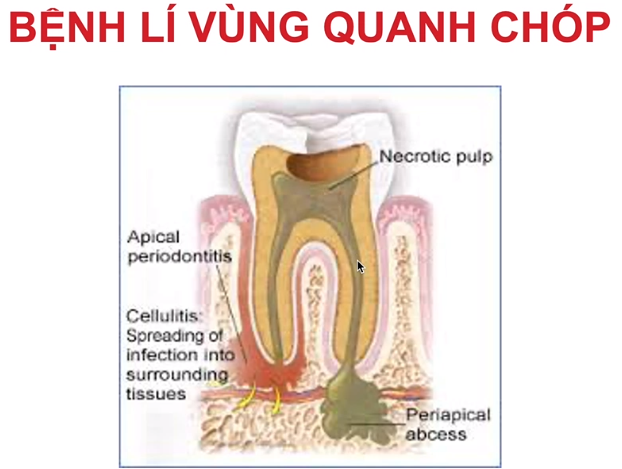 BỆNH LÍ VÙNG QUANH CHÓP
Necrotic pulp
Apical
periodontitis
Cellulitis:
Spreading of
infection into
surrounding
tissues
Periapical
abcess